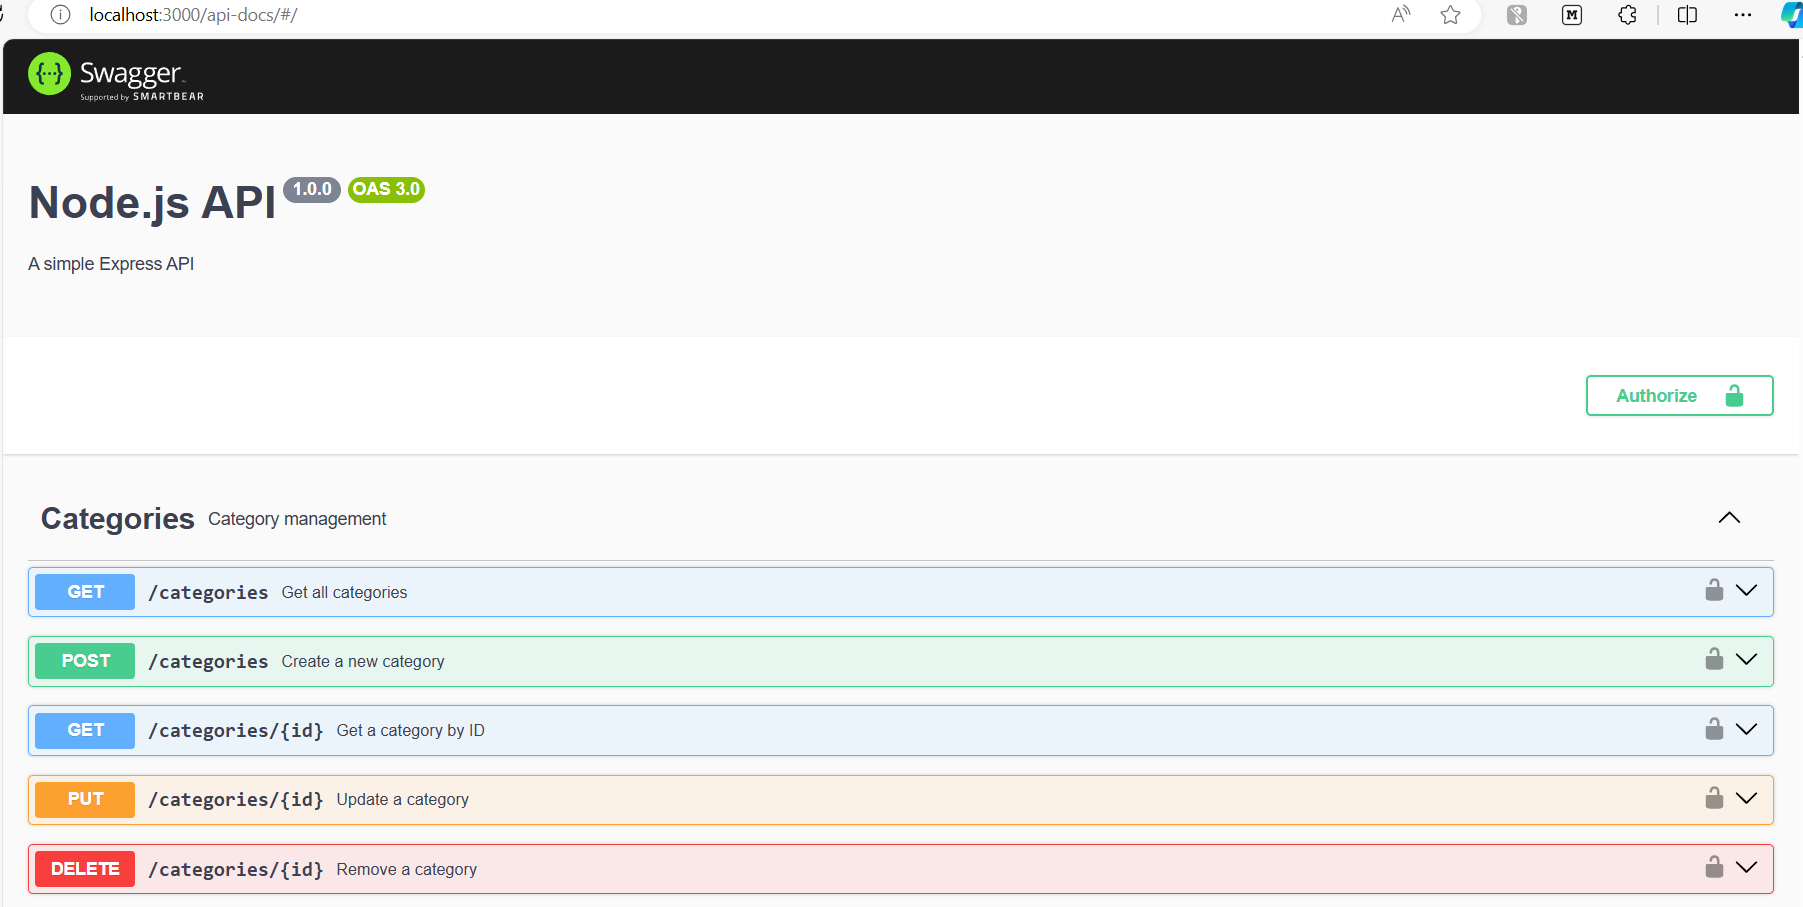 localhost:3000/api-docs/#/
Swagger
Supported by SMARTBEAR
Node.js API 1.0.0 OAS 3.0
A simple Express API
Authorize
Categories Category management
GET /categories Get all categories
POST /categories Create a new category
GET /categories/{id} Get a category by ID
PUT /categories/{id} Update a category
DELETE /categories/{id} Remove a category